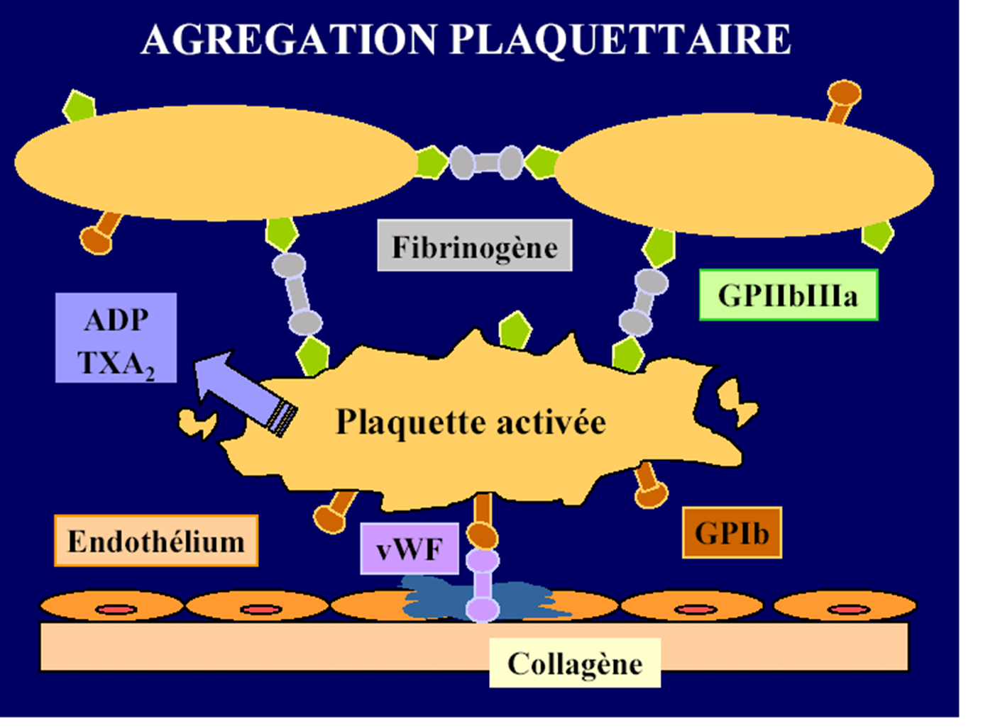 AGREGATION PLAQUETTAIRE
Fibrinogène
GPIIbIIIa
ADP
TXA₂
Plaquette activée
Endothélium
vWF
GPIb
Collagène